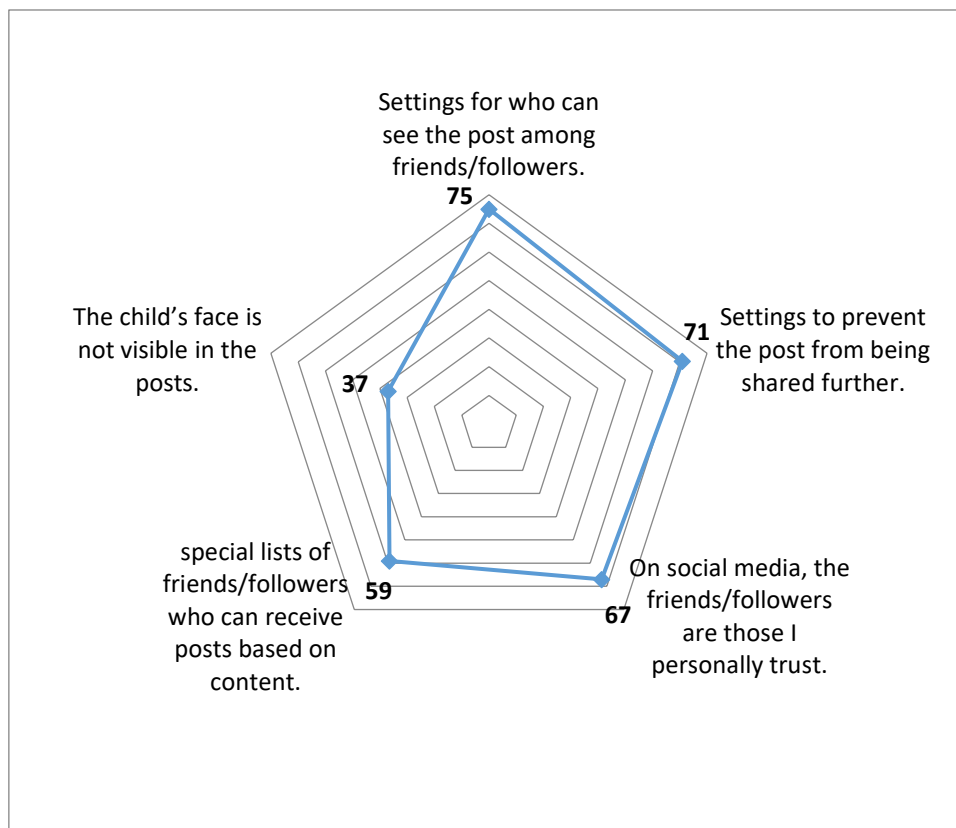 Settings for who can
see the post among
friends/followers.
75
71
Settings to prevent
the post from being
shared further.
The child’s face is
not visible in the
posts.
37
special lists of
friends/followers
who can receive
posts based on
content.
59
67
On social media, the
friends/followers
are those I
personally trust.